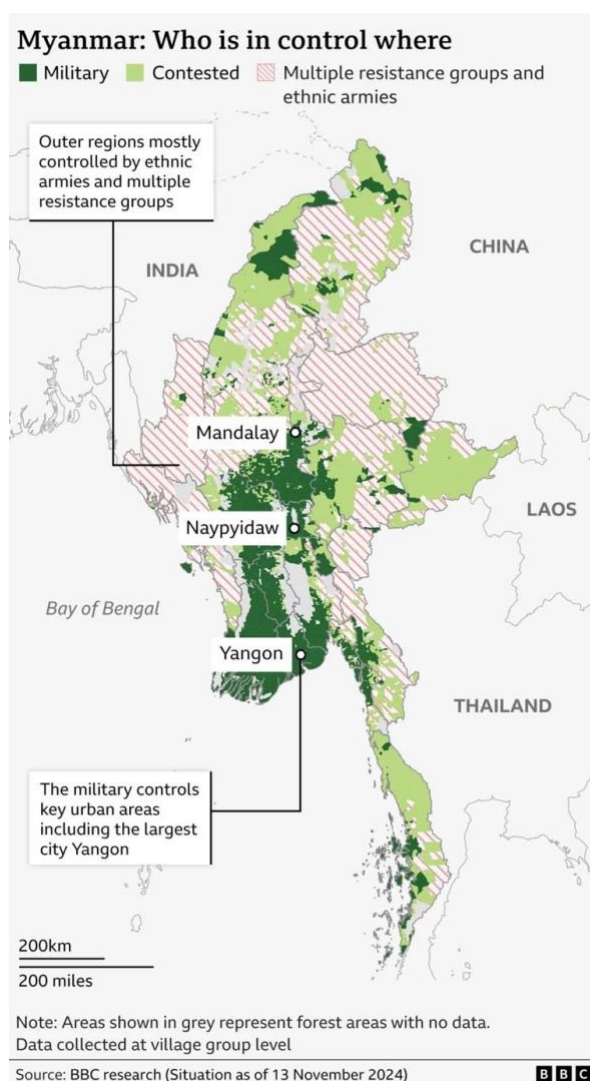 Myanmar: Who is in control where
Military
Contested
Multiple resistance groups and
ethnic armies
Outer regions mostly
controlled by ethnic
armies and multiple
resistance groups
INDIA
CHINA
Mandalay
LAOS
Naypyidaw
Bay of Bengal
Yangon
THAILAND
The military controls
key urban areas
including the largest
city Yangon
200km
200 miles
Note: Areas shown in grey represent forest areas with no data.
Data collected at village group level
Source: BBC research (Situation as of 13 November 2024)
BBC